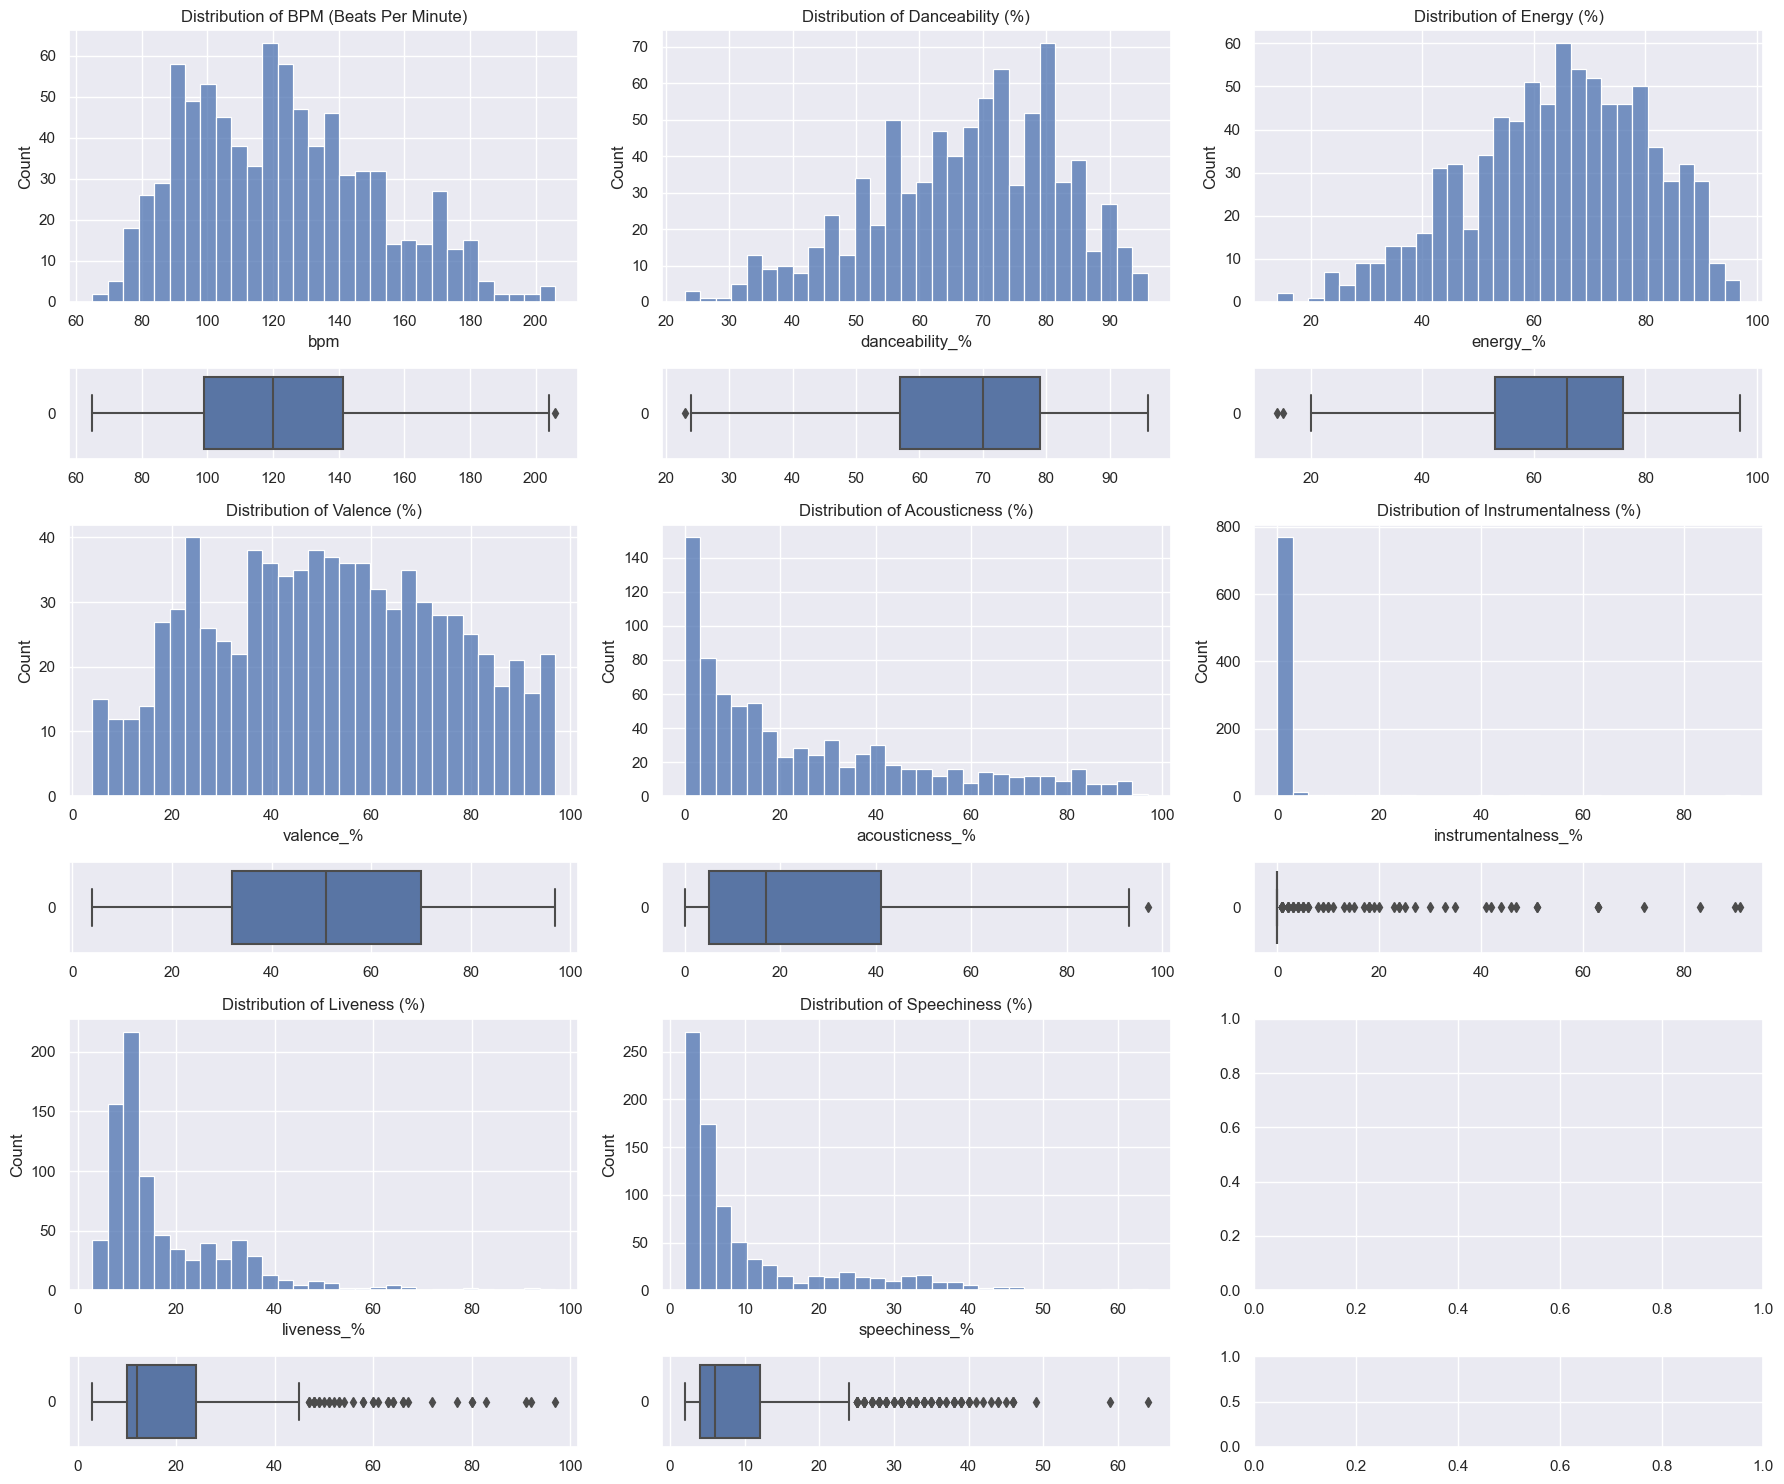 Distribution of BPM (Beats Per Minute)
Distribution of Danceability (%)
Distribution of Energy (%)
Count
60
50
40
30
20
10
0
60 80 100 120 140 160 180 200
bpm
Count
70
60
50
40
30
20
10
0
20 30 40 50 60 70 80 90
danceability_%
Count
60
50
40
30
20
10
0
20 40 60 80 100
energy_%
0
60 80 100 120 140 160 180 200
0
20 30 40 50 60 70 80 90
0
20 40 60 80 100
Distribution of Valence (%)
Distribution of Acousticness (%)
Distribution of Instrumentalness (%)
Count
40
30
20
10
0
0 20 40 60 80 100
valence_%
Count
140
120
100
80
60
40
20
0
0 20 40 60 80 100
acousticness_%
Count
800
600
400
200
0
0 20 40 60 80
instrumentalness_%
0
0 20 40 60 80 100
0
0 20 40 60 80 100
0
0 20 40 60 80
Distribution of Liveness (%)
Distribution of Speechiness (%)
Count
200
150
100
50
0
0 20 40 60 80 100
liveness_%
Count
250
200
150
100
50
0
0 10 20 30 40 50 60
speechiness_%
1.0
0.8
0.6
0.4
0.2
0.0
0.0 0.2 0.4 0.6 0.8 1.0
0
0 20 40 60 80 100
0
0 10 20 30 40 50 60
1.0
0.5
0.0
0.0 0.2 0.4 0.6 0.8 1.0